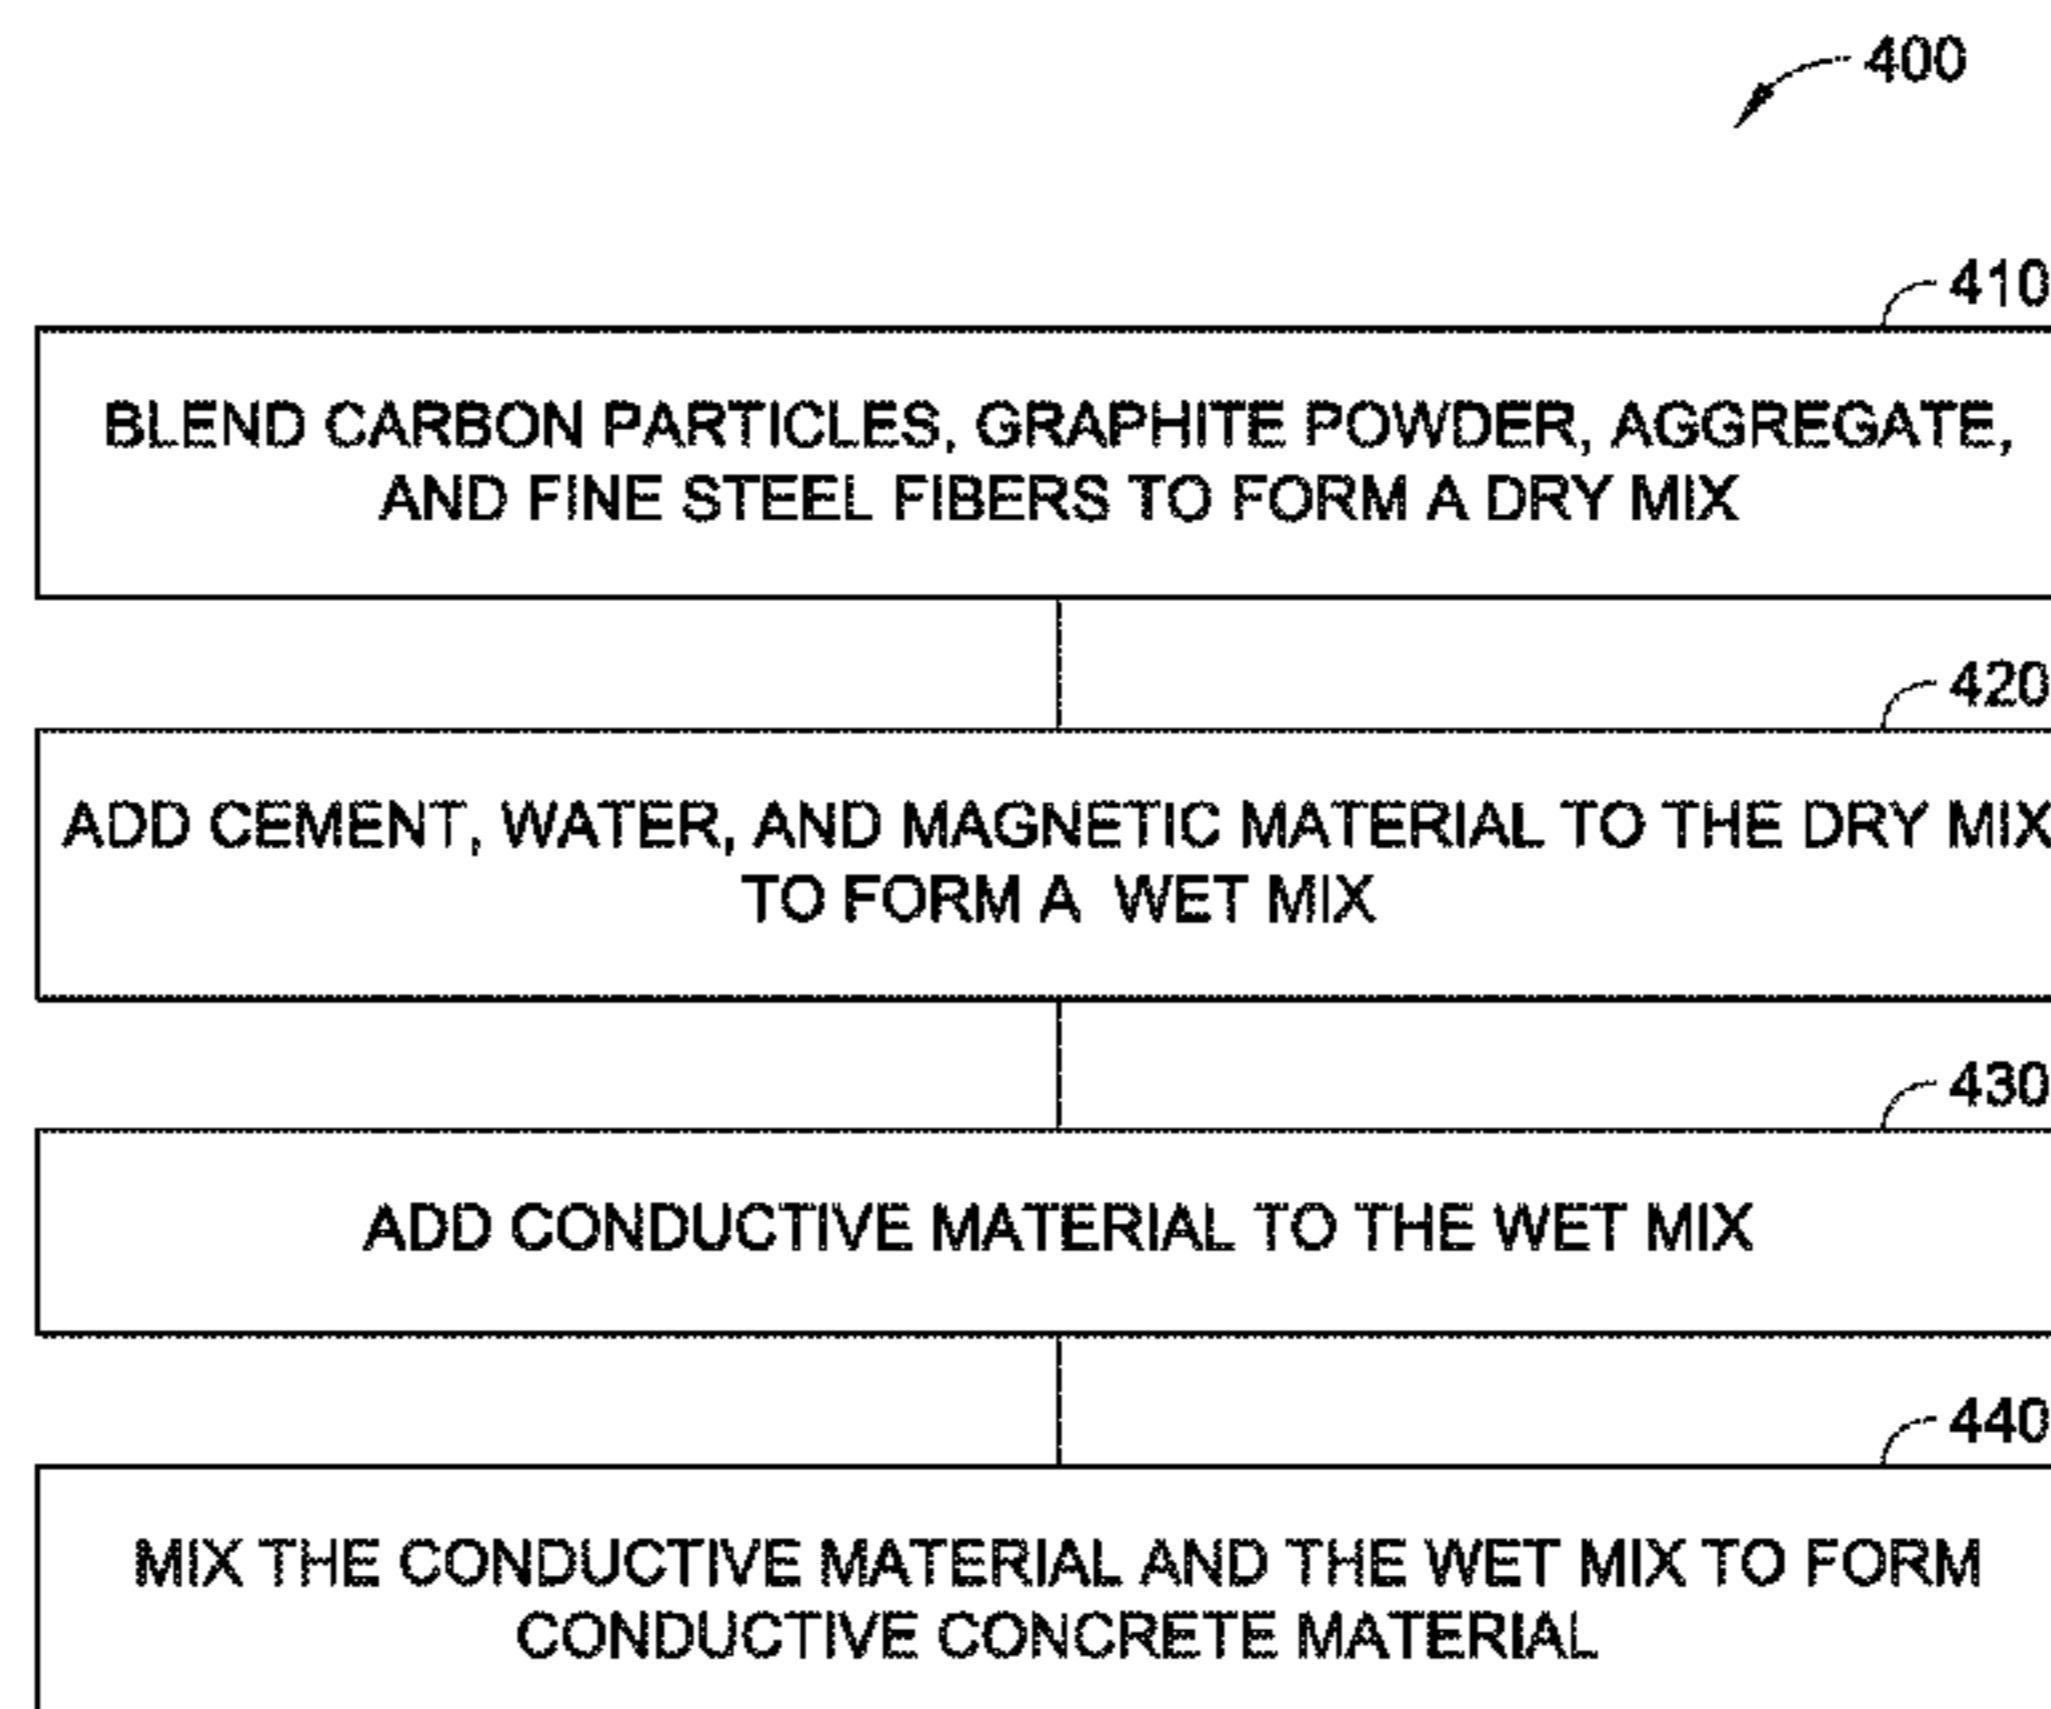 400
410
BLEND CARBON PARTICLES, GRAPHITE POWDER, AGGREGATE,
AND FINE STEEL FIBERS TO FORM A DRY MIX
420
ADD CEMENT, WATER, AND MAGNETIC MATERIAL TO THE DRY MIX
TO FORM A WET MIX
430
ADD CONDUCTIVE MATERIAL TO THE WET MIX
440
MIX THE CONDUCTIVE MATERIAL AND THE WET MIX TO FORM
CONDUCTIVE CONCRETE MATERIAL